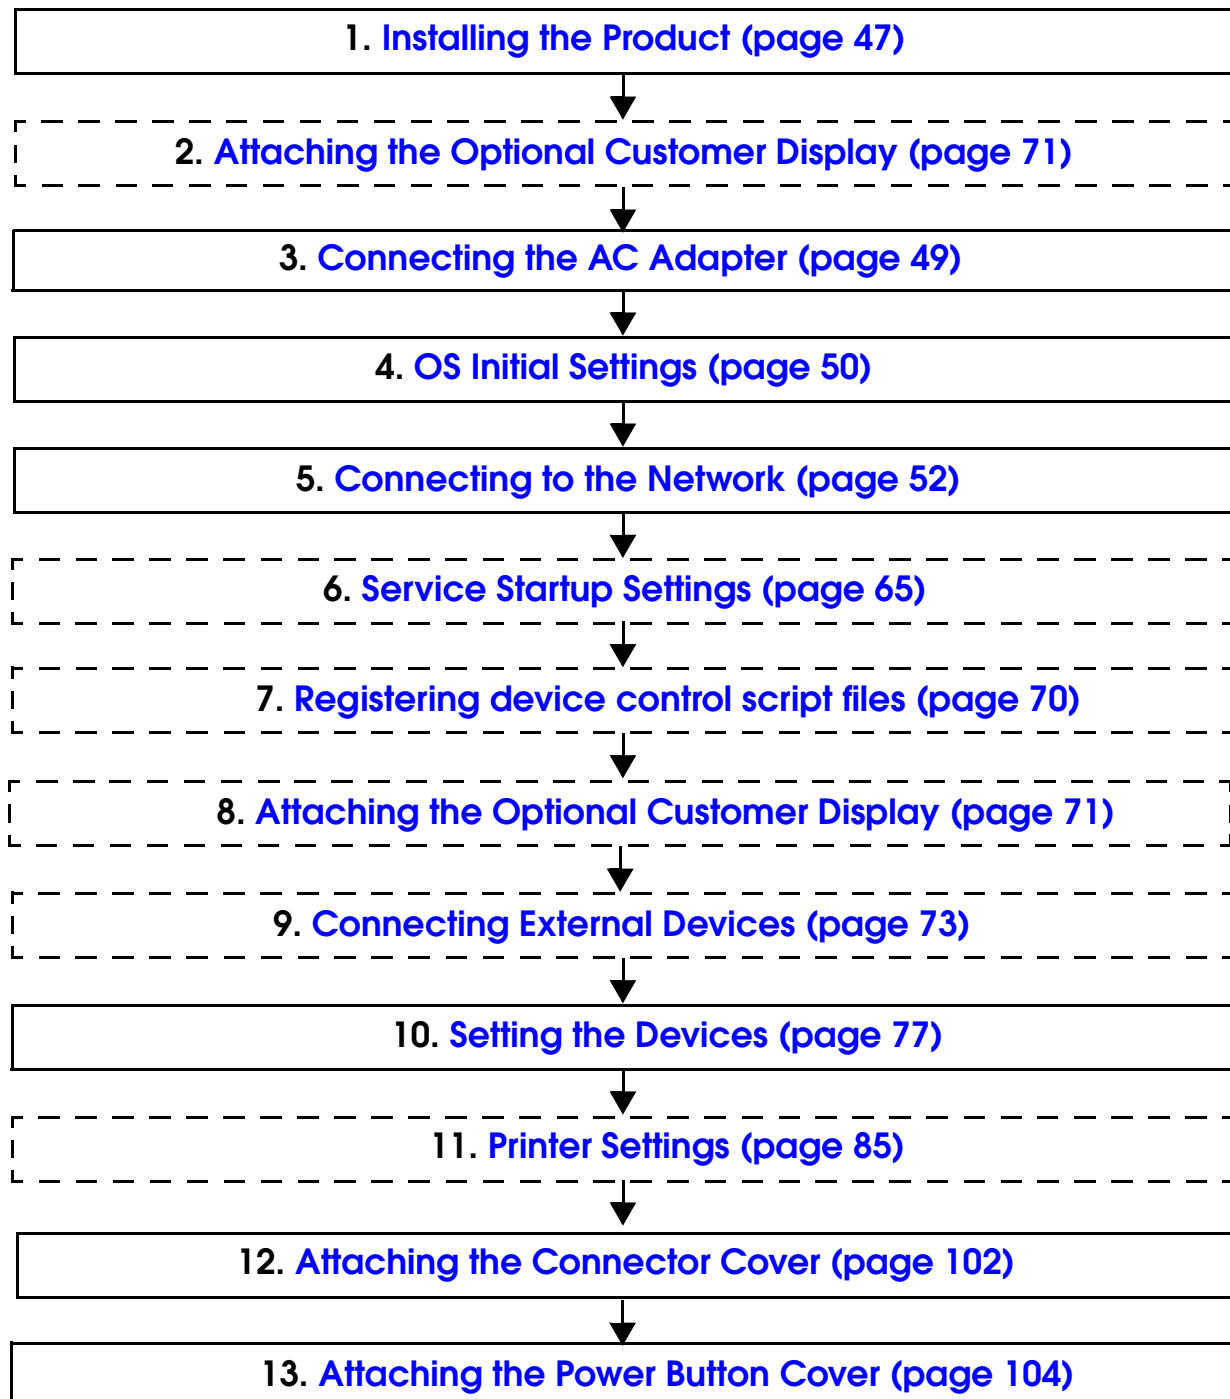 1. Installing the Product (page 47)
2. Attaching the Optional Customer Display (page 71)
3. Connecting the AC Adapter (page 49)
4. OS Initial Settings (page 50)
5. Connecting to the Network (page 52)
6. Service Startup Settings (page 65)
7. Registering device control script files (page 70)
8. Attaching the Optional Customer Display (page 71)
9. Connecting External Devices (page 73)
10. Setting the Devices (page 77)
11. Printer Settings (page 85)
12. Attaching the Connector Cover (page 102)
13. Attaching the Power Button Cover (page 104)